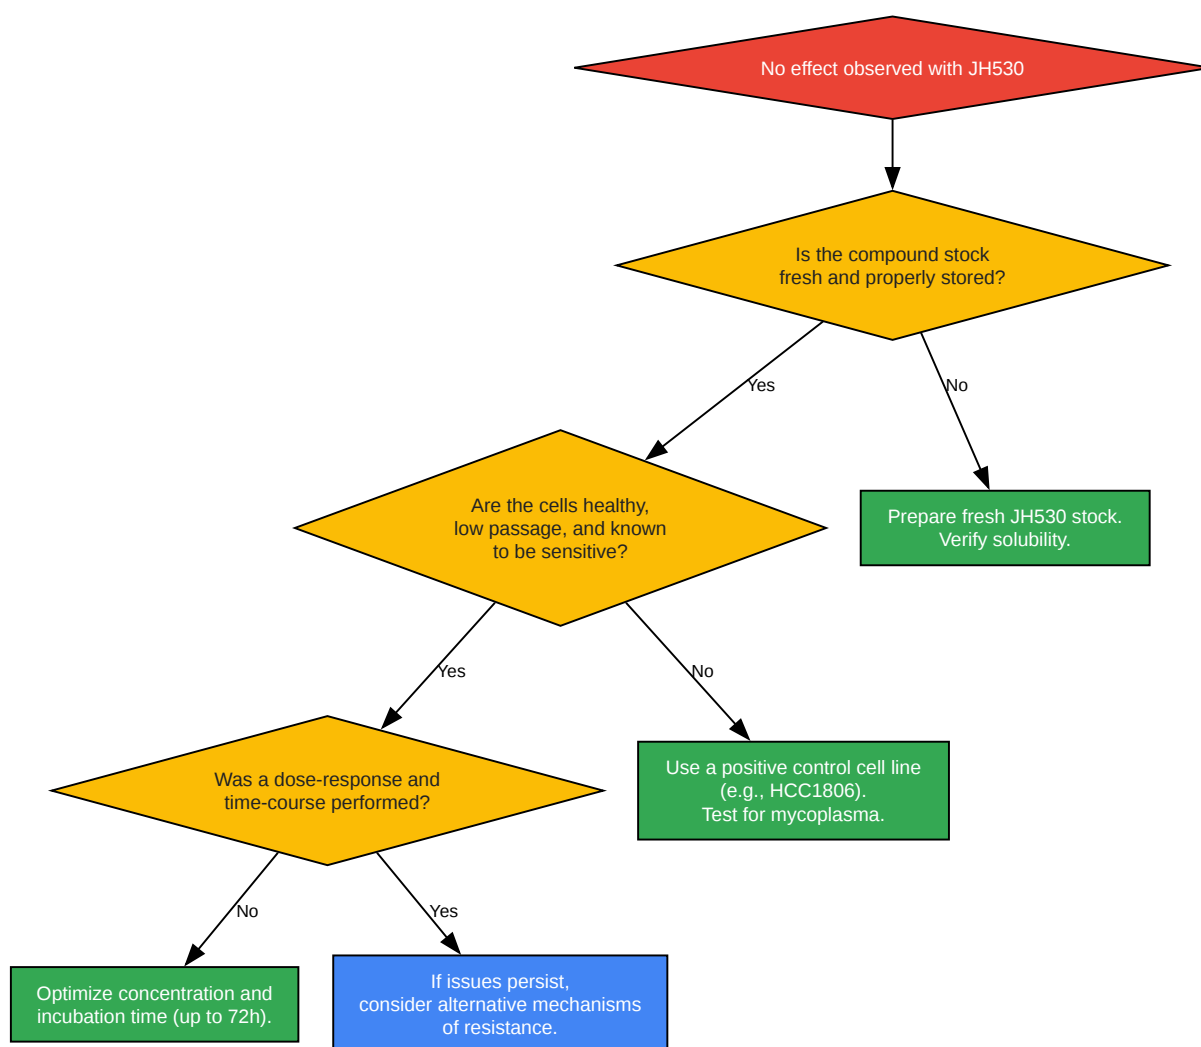 No effect observed with JH530
Is the compound stock
fresh and properly stored?
Yes
No
Are the cells healthy,
low passage, and known
to be sensitive?
Prepare fresh JH530 stock.
Verify solubility.
Yes
No
Was a dose-response and
time-course performed?
Use a positive control cell line
(e.g., HCC1806).
Test for mycoplasma.
No
Yes
Optimize concentration and
incubation time (up to 72h).
If issues persist,
consider alternative mechanisms
of resistance.